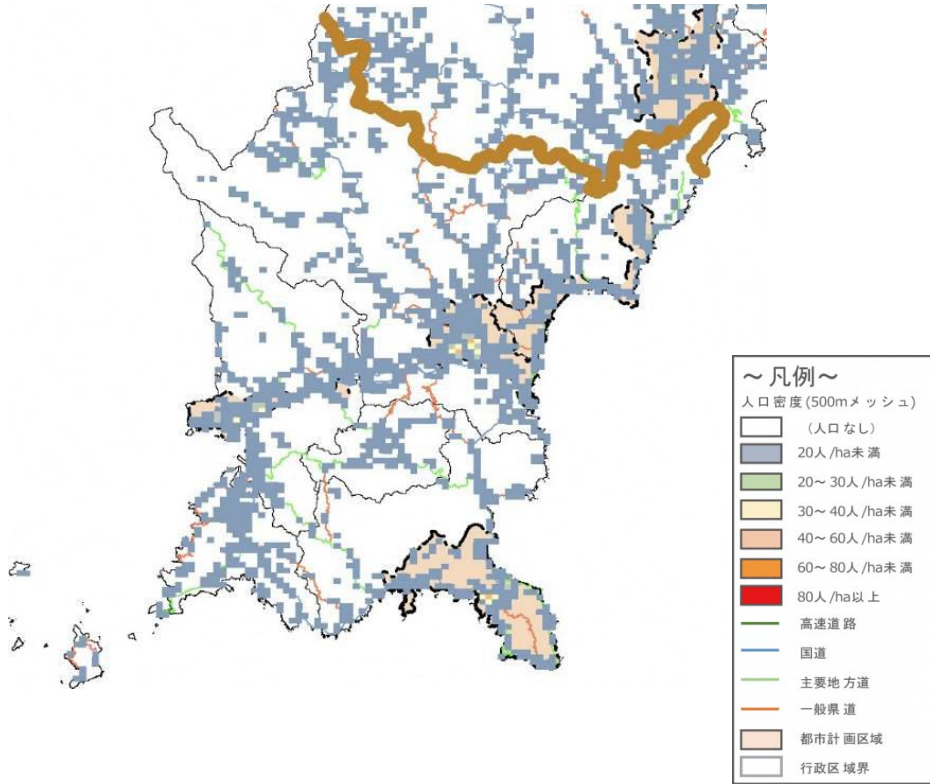 ～凡例～
人口密度(500mメッシュ)
(人口なし)
20人/ha未満
20～30人/ha未満
30～40人/ha未満
40～60人/ha未満
60～80人/ha未満
80人/ha以上
高速道路
国道
主要地方道
一般県道
都市計画区域
行政区域界